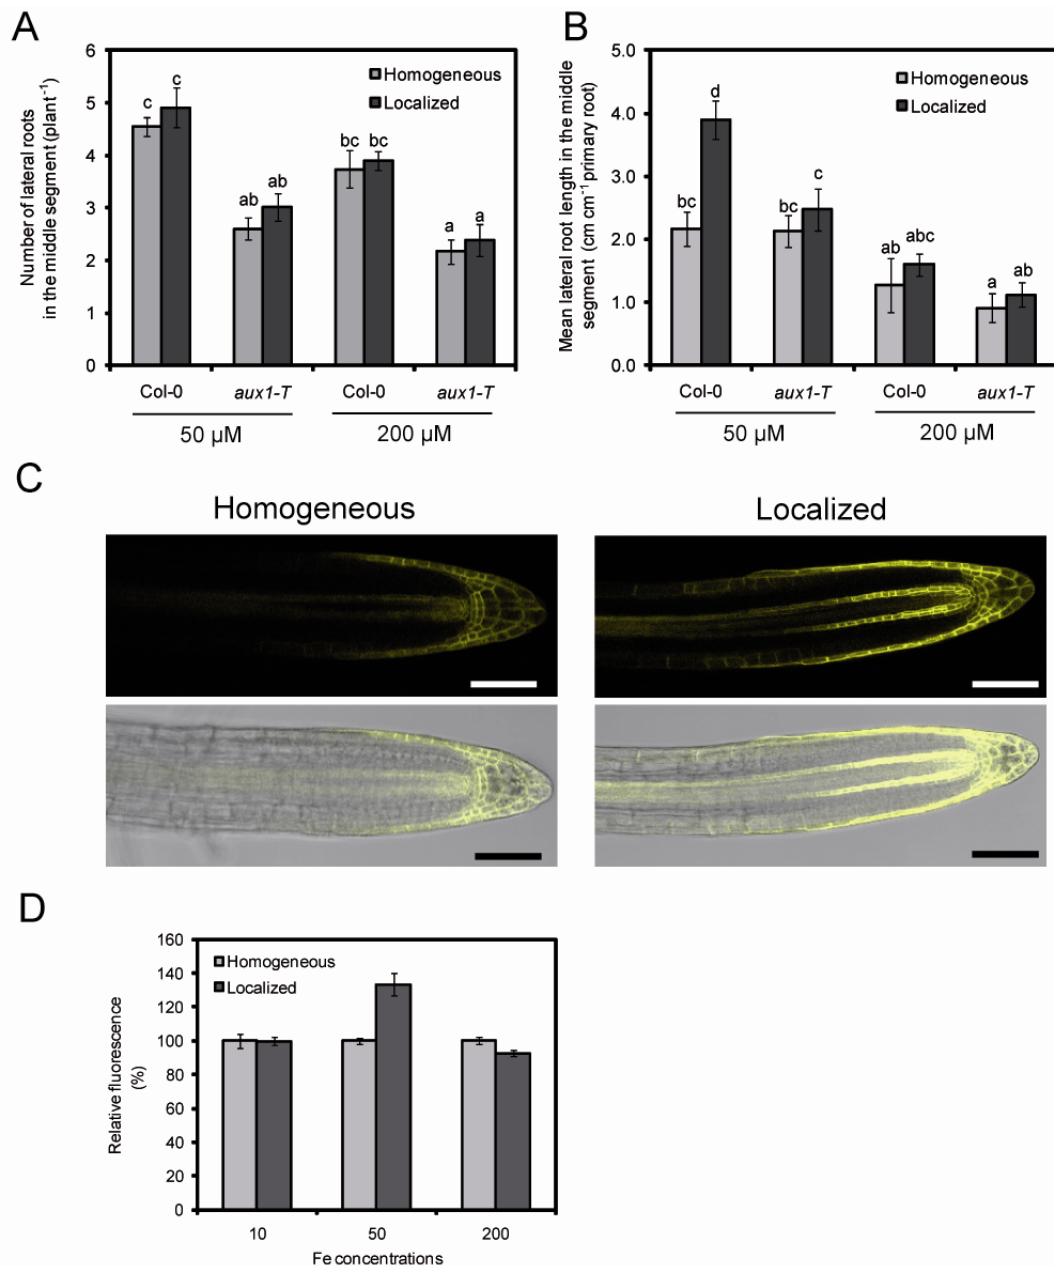 A
Number of lateral roots
in the middle segment (plant⁻¹)
6
5
4
3
2
1
0
Homogeneous
Localized
c
c
ab
ab
bc
bc
a
a
Col-0
aux1-T
Col-0
aux1-T
50 µM
200 µM
B
Mean lateral root length in the middle
segment (cm cm⁻¹ primary root)
5.0
4.0
3.0
2.0
1.0
0.0
Homogeneous
Localized
bc
d
bc
c
ab
abc
a
ab
Col-0
aux1-T
Col-0
aux1-T
50 µM
200 µM
C
Homogeneous
Localized
D
Relative fluorescence
(%)
160
140
120
100
80
60
40
20
0
Homogeneous
Localized
10
50
200
Fe concentrations